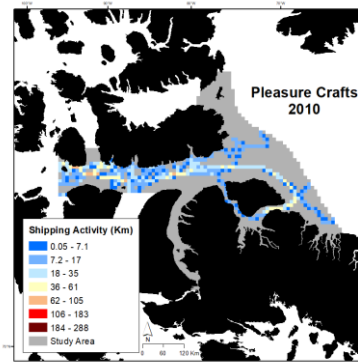 Pleasure Crafts
2010
Shipping Activity (Km)
0.05 - 7.1
7.2 - 17
18 - 35
36 - 61
62 - 105
106 - 183
184 - 288
Study Area
N
0
60
120 Km